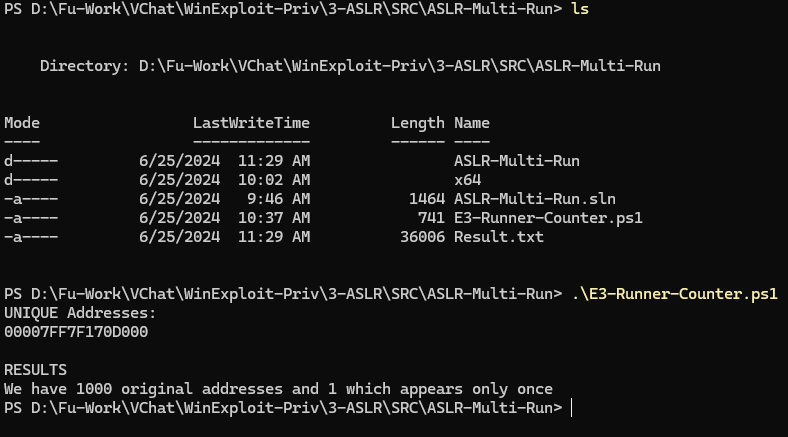 PS D:\Fu-Work\VChat\WinExploit-Priv\3-ASLR\SRC\ASLR-Multi-Run> ls
Directory: D:\Fu-Work\VChat\WinExploit-Priv\3-ASLR\SRC\ASLR-Multi-Run
Mode LastWriteTime Length Name
---- ------------- ------ ----
d----- 6/25/2024 11:29 AM ASLR-Multi-Run
d----- 6/25/2024 10:02 AM x64
-a---- 6/25/2024 9:46 AM 1464 ASLR-Multi-Run.sln
-a---- 6/25/2024 10:37 AM 741 E3-Runner-Counter.ps1
-a---- 6/25/2024 11:29 AM 36006 Result.txt
PS D:\Fu-Work\VChat\WinExploit-Priv\3-ASLR\SRC\ASLR-Multi-Run> .\E3-Runner-Counter.ps1
UNIQUE Addresses:
00007FF7F170D000
RESULTS
We have 1000 original addresses and 1 which appears only once
PS D:\Fu-Work\VChat\WinExploit-Priv\3-ASLR\SRC\ASLR-Multi-Run>